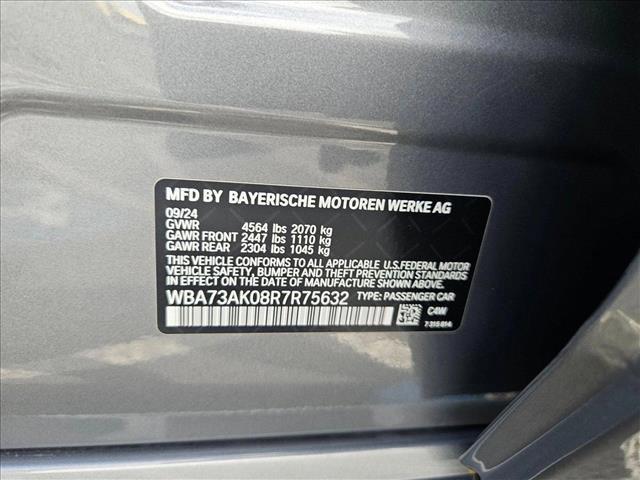 MFD BY BAYERISCHE MOTOREN WERKE AG
09/24
GVWR 4564 lbs 2070 kg
GAWR FRONT 2447 lbs 1110 kg
GAWR REAR 2304 lbs 1045 kg
THIS VEHICLE CONFORMS TO ALL APPLICABLE U.S.FEDERAL MOTOR
VEHICLE SAFETY, BUMPER AND THEFT PREVENTION STANDARDS
IN EFFECT ON THE DATE OF MANUFACTURE SHOWN ABOVE.
WBA73AK08R7R75632 TYPE: PASSENGER CAR
C4W
7315814